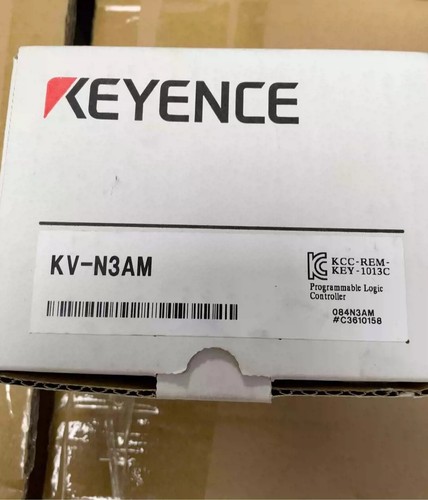 KEYENCE
KV-N3AM
KCC-REM-
KEY-1013C
Programmable Logic
Controller
084N3AM
#C3610158